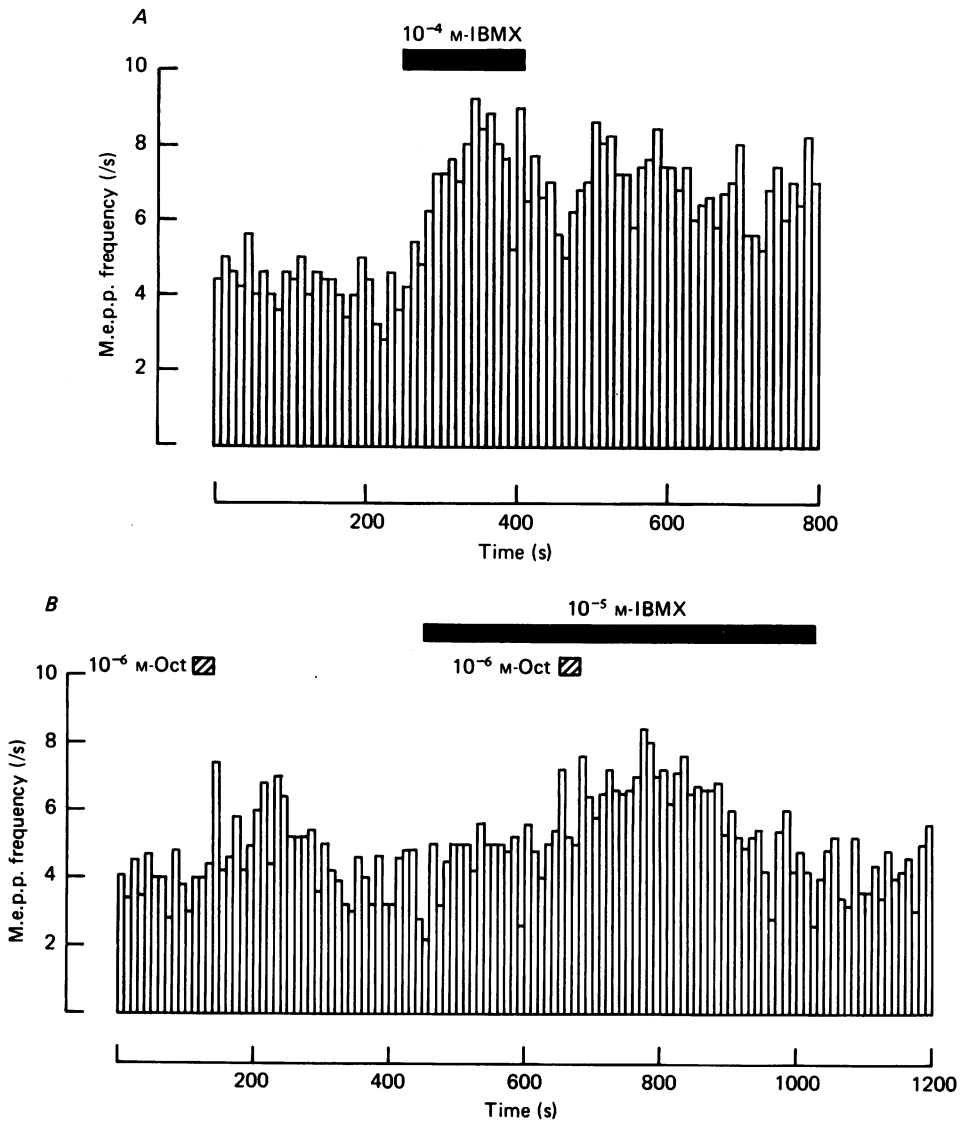 A
10⁻⁴ M-IBMX
10
8
6
4
2
M.e.p.p. frequency (/s)
200 400 600 800
Time (s)
B
10⁻⁵ M-IBMX
10⁻⁶ M-Oct 10⁻⁶ M-Oct
10
8
6
4
2
M.e.p.p. frequency (/s)
200 400 600 800 1000 1200
Time (s)